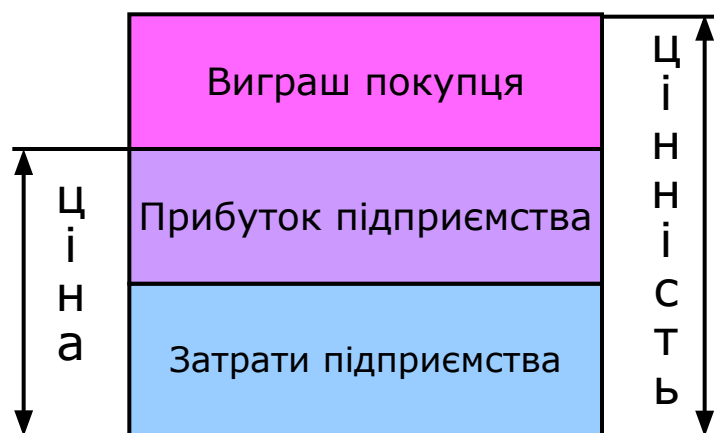 Виграш покупця
Прибуток підприємства
Затрати підприємства
ціна
цінність